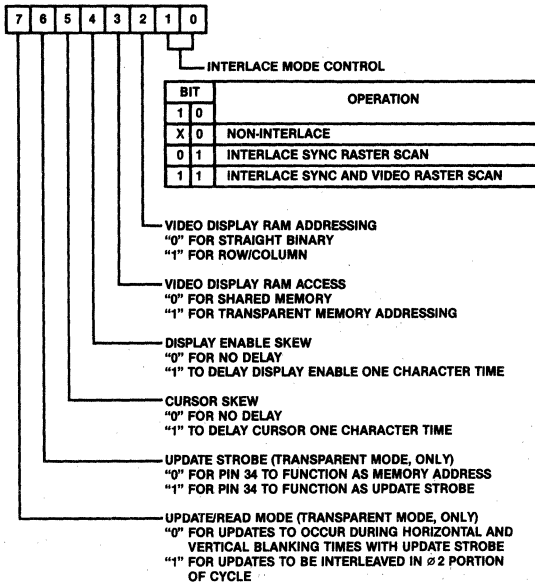 7 6 5 4 3 2 1 0
INTERLACE MODE CONTROL
BIT OPERATION
1 0
X 0 NON-INTERLACE
0 1 INTERLACE SYNC RASTER SCAN
1 1 INTERLACE SYNC AND VIDEO RASTER SCAN
VIDEO DISPLAY RAM ADDRESSING
“0” FOR STRAIGHT BINARY
“1” FOR ROW/COLUMN
VIDEO DISPLAY RAM ACCESS
“0” FOR SHARED MEMORY
“1” FOR TRANSPARENT MEMORY ADDRESSING
DISPLAY ENABLE SKEW
“0” FOR NO DELAY
“1” TO DELAY DISPLAY ENABLE ONE CHARACTER TIME
CURSOR SKEW
“0” FOR NO DELAY
“1” TO DELAY CURSOR ONE CHARACTER TIME
UPDATE STROBE (TRANSPARENT MODE, ONLY)
“0” FOR PIN 34 TO FUNCTION AS MEMORY ADDRESS
“1” FOR PIN 34 TO FUNCTION AS UPDATE STROBE
UPDATE/READ MODE (TRANSPARENT MODE, ONLY)
“0” FOR UPDATES TO OCCUR DURING HORIZONTAL AND
VERTICAL BLANKING TIMES WITH UPDATE STROBE
“1” FOR UPDATES TO BE INTERLEAVED IN ø2 PORTION
OF CYCLE